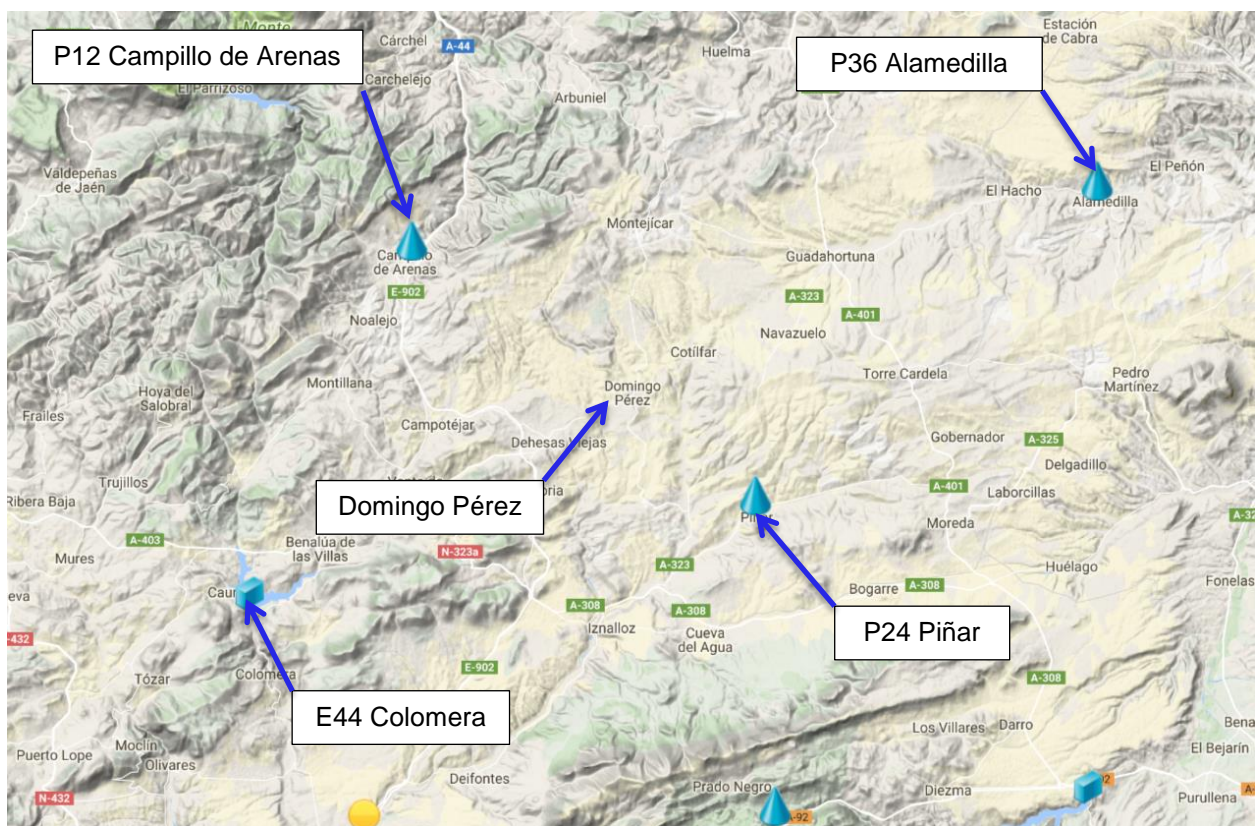 Monte
Cárchel
A-44
Huelma
Estación
de Cabra
P12 Campillo de Arenas
P36 Alamedilla
Carchelejo
El Parrizoso
Arbuniel
Valdepeñas
de Jaén
El Peñón
El Hacho
Alamedilla
Montejícar
Guadahortuna
de Arenas
E-902
A-323
A-401
Noalejo
Navazuelo
Cotílfar
Montillana
Domingo
Pérez
Torre Cardela
Pedro
Martínez
Hoya del
Salobral
Frailes
Campotéjar
Dehesas Viejas
Gobernador
A-325
Delgadillo
Trujillos
Domingo Pérez
A-401
Laborcillas
Ribera Baja
Moreda
A-403
Benalúa de
las Villas
N-323a
Mures
A-323
Huélago
Bogarre
A-308
Fonelas
A-308
A-308
Iznalloz
Cueva
del Agua
P24 Piñar
-432
E-902
Tózar
Colomera
A-308
E44 Colomera
Los Villares
Darro
Puerto Lope
Moclín
Olivares
El Bejarín
Deifontes
Prado Negro
Diezma
N-432
Purullena
A-92